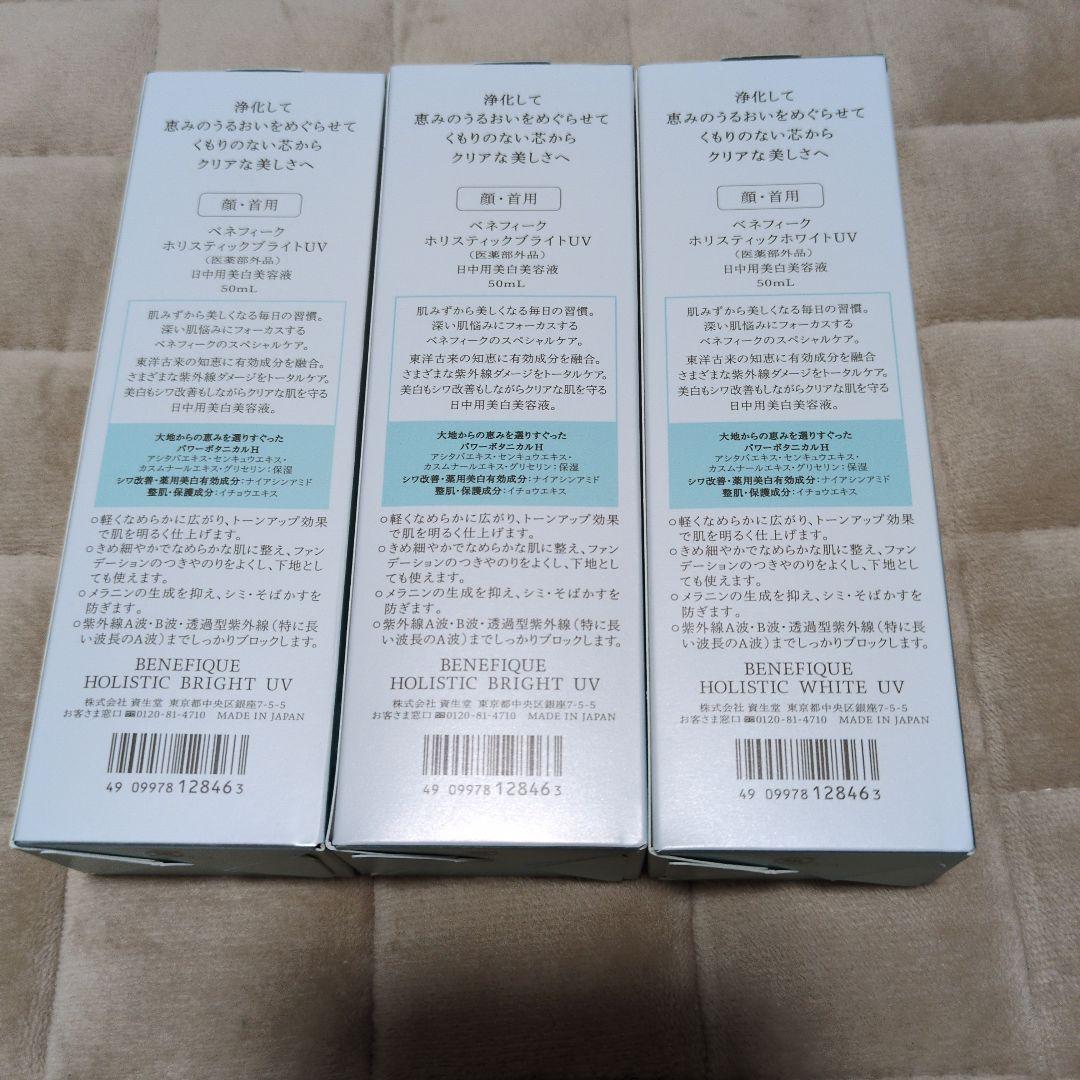 浄化して
恵みのうるおいをめぐらせて
くもりのない芯から
クリアな美しさへ
顔・首用
ベネフィーク
ホリスティックブライトUV
(医薬部外品)
日中用美白美容液
50mL
肌みずから美しくなる毎日の習慣。
深い肌悩みにフォーカスする
ベネフィークのスペシャルケア。
東洋古来の知恵に有効成分を融合。
さまざまな紫外線ダメージをトータルケア。
美白もシワ改善もしながらクリアな肌を守る
日中用美白美容液。
大地からの恵みを選りすぐった
パワーボタニカルH
アシタバエキス・センキュウエキス・
カスムナールエキス・グリセリン:保湿
シワ改善・薬用美白有効成分:ナイアシンアミド
整肌・保護成分:イチョウエキス
○軽くなめらかに広がり、トーンアップ効果
で肌を明るく仕上げます。
○きめ細やかでなめらかな肌に整え、ファン
デーションのつきやのりをよくし、下地とし
ても使えます。
○メラニンの生成を抑え、シミ・そばかすを
防ぎます。
○紫外線A波・B波・透過型紫外線(特に長
い波長のA波)までしっかりブロックします。
BENEFIQUE
HOLISTIC BRIGHT UV
株式会社 資生堂 東京都中央区銀座7-5-5
お客さま窓口 0120-81-4710 MADE IN JAPAN
49 09978 128463
浄化して
恵みのうるおいをめぐらせて
くもりのない芯から
クリアな美しさへ
顔・首用
ベネフィーク
ホリスティックブライトUV
(医薬部外品)
日中用美白美容液
50mL
肌みずから美しくなる毎日の習慣。
深い肌悩みにフォーカスする
ベネフィークのスペシャルケア。
東洋古来の知恵に有効成分を融合。
さまざまな紫外線ダメージをトータルケア。
美白もシワ改善もしながらクリアな肌を守る
日中用美白美容液。
大地からの恵みを選りすぐった
パワーボタニカルH
アシタバエキス・センキュウエキス・
カスムナールエキス・グリセリン:保湿
シワ改善・薬用美白有効成分:ナイアシンアミド
整肌・保護成分:イチョウエキス
○軽くなめらかに広がり、トーンアップ効果
で肌を明るく仕上げます。
○きめ細やかでなめらかな肌に整え、ファン
デーションのつきやのりをよくし、下地とし
ても使えます。
○メラニンの生成を抑え、シミ・そばかすを
防ぎます。
○紫外線A波・B波・透過型紫外線(特に長
い波長のA波)までしっかりブロックします。
BENEFIQUE
HOLISTIC BRIGHT UV
株式会社 資生堂 東京都中央区銀座7-5-5
お客さま窓口 0120-81-4710 MADE IN JAPAN
49 09978 128463
浄化して
恵みのうるおいをめぐらせて
くもりのない芯から
クリアな美しさへ
顔・首用
ベネフィーク
ホリスティックホワイトUV
(医薬部外品)
日中用美白美容液
50mL
肌みずから美しくなる毎日の習慣。
深い肌悩みにフォーカスする
ベネフィークのスペシャルケア。
東洋古来の知恵に有効成分を融合
さまざまな紫外線ダメージをトータルケア。
美白もシワ改善もしながらクリアな肌を守る
日中用美白美容液。
大地からの恵みを選りすぐった
パワーボタニカルH
アシタバエキス・センキュウエキス・
カスムナールエキス・グリセリン:保湿
シワ改善・薬用美白有効成分:ナイアシンアミド
整肌・保護成分:イチョウエキス
○軽くなめらかに広がり、トーンアップ効果
で肌を明るく仕上げます。
○きめ細やかでなめらかな肌に整え、ファン
デーションのつきやのりをよくし、下地とし
ても使えます。
○メラニンの生成を抑え、シミ・そばかすを
防ぎます。
○紫外線A波・B波・透過型紫外線(特に長
い波長のA波)までしっかりブロックします。
BENEFIQUE
HOLISTIC WHITE UV
株式会社 資生堂 東京都中央区銀座7-5-5
お客さま窓口 0120-81-4710 MADE IN JAPAN
49 09978 128463